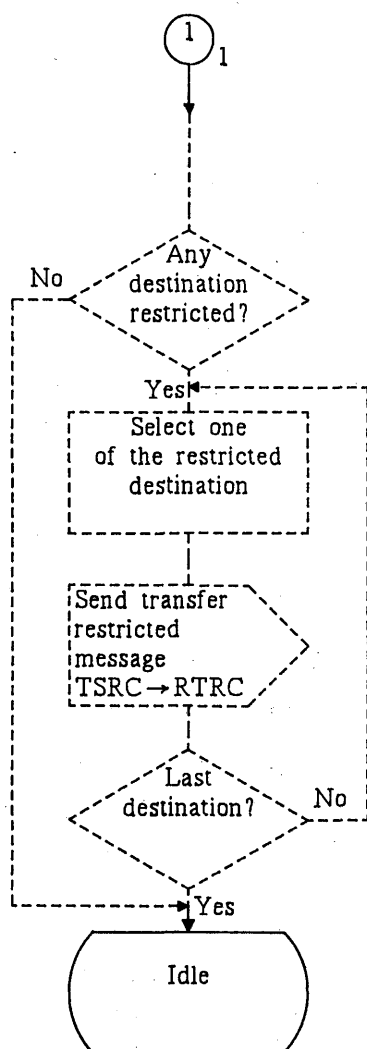 1
1
Any
destination
restricted?
No
Yes
Select one
of the restricted
destination
Send transfer
restricted
message
TSRC→RTRC
Last
destination?
No
Yes
Idle